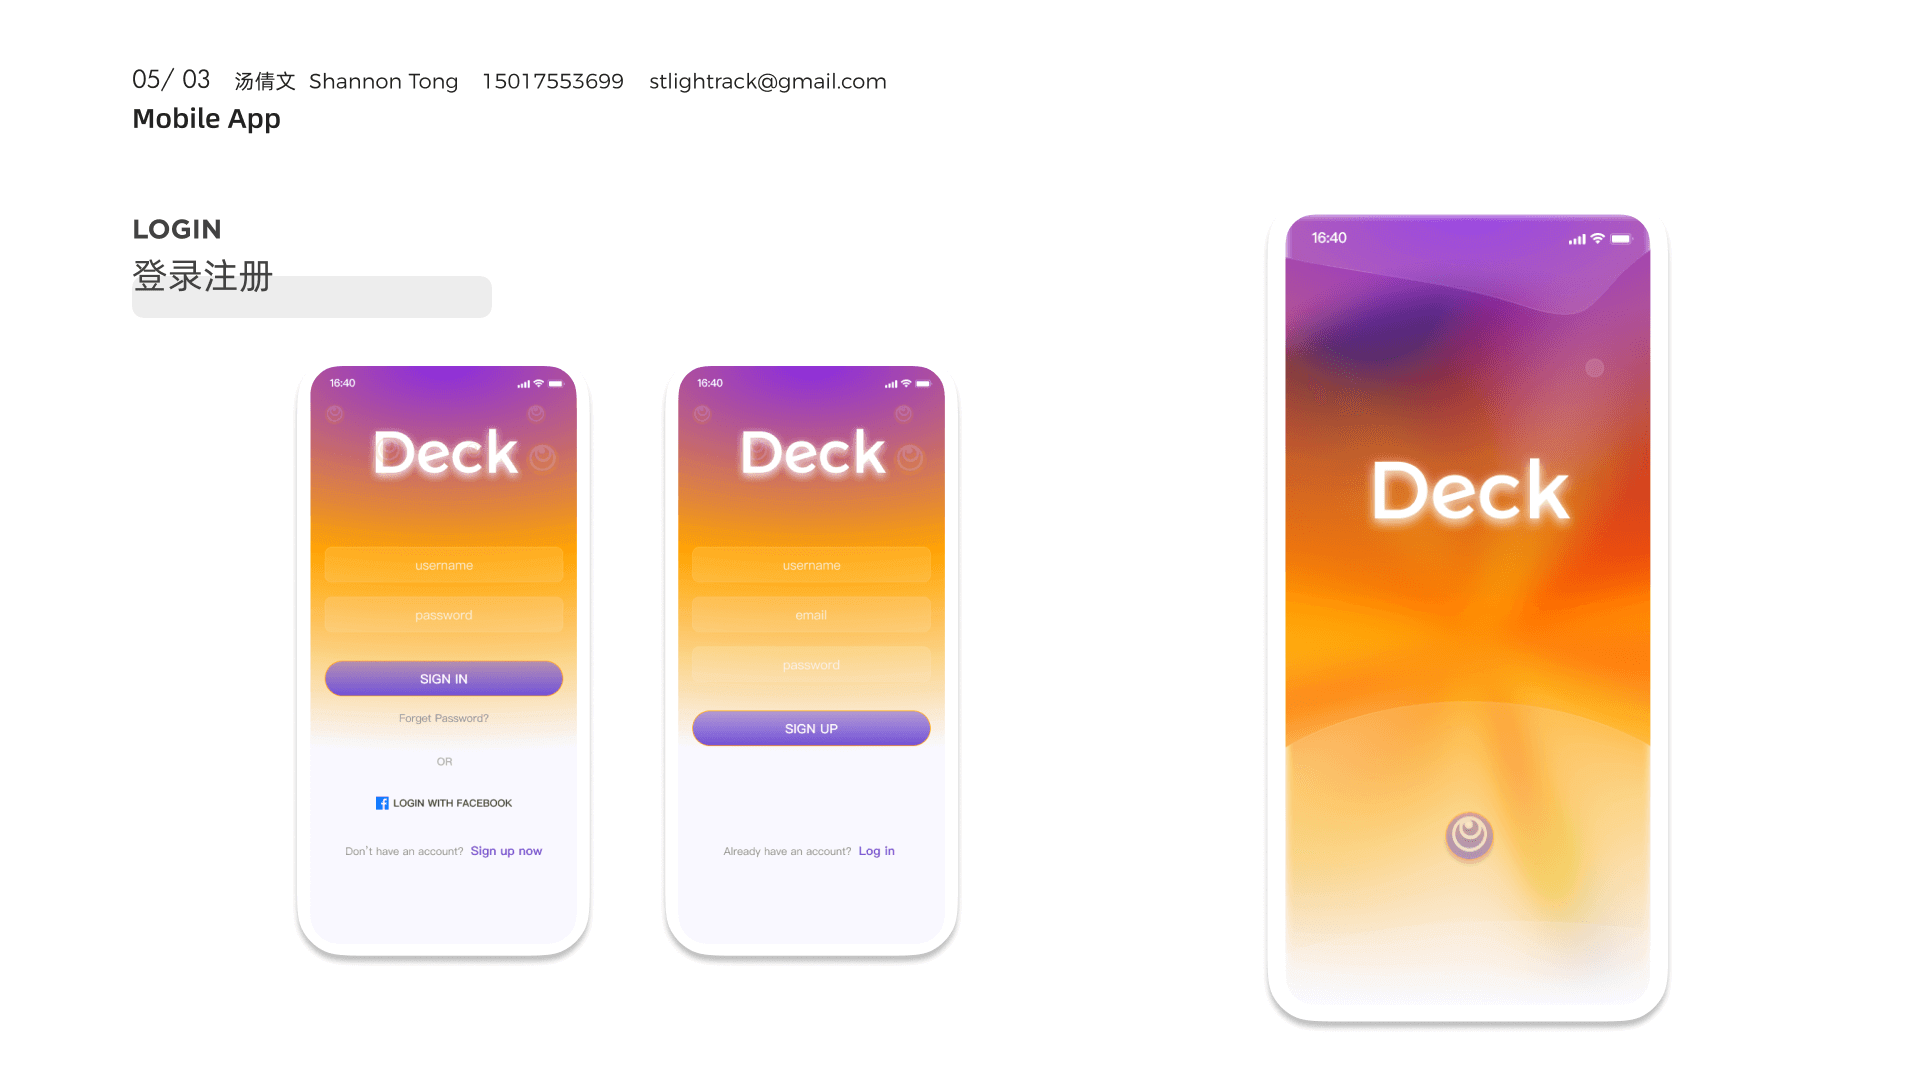 05/ 03 汤倩文 Shannon Tong 15017553699 stlightrack@gmail.com
Mobile App
LOGIN
登录注册
16:40
Deck
username
password
SIGN IN
Forget Password?
OR
LOGIN WITH FACEBOOK
Don't have an account? Sign up now
16:40
Deck
username
email
password
SIGN UP
Already have an account? Log in
16:40
Deck